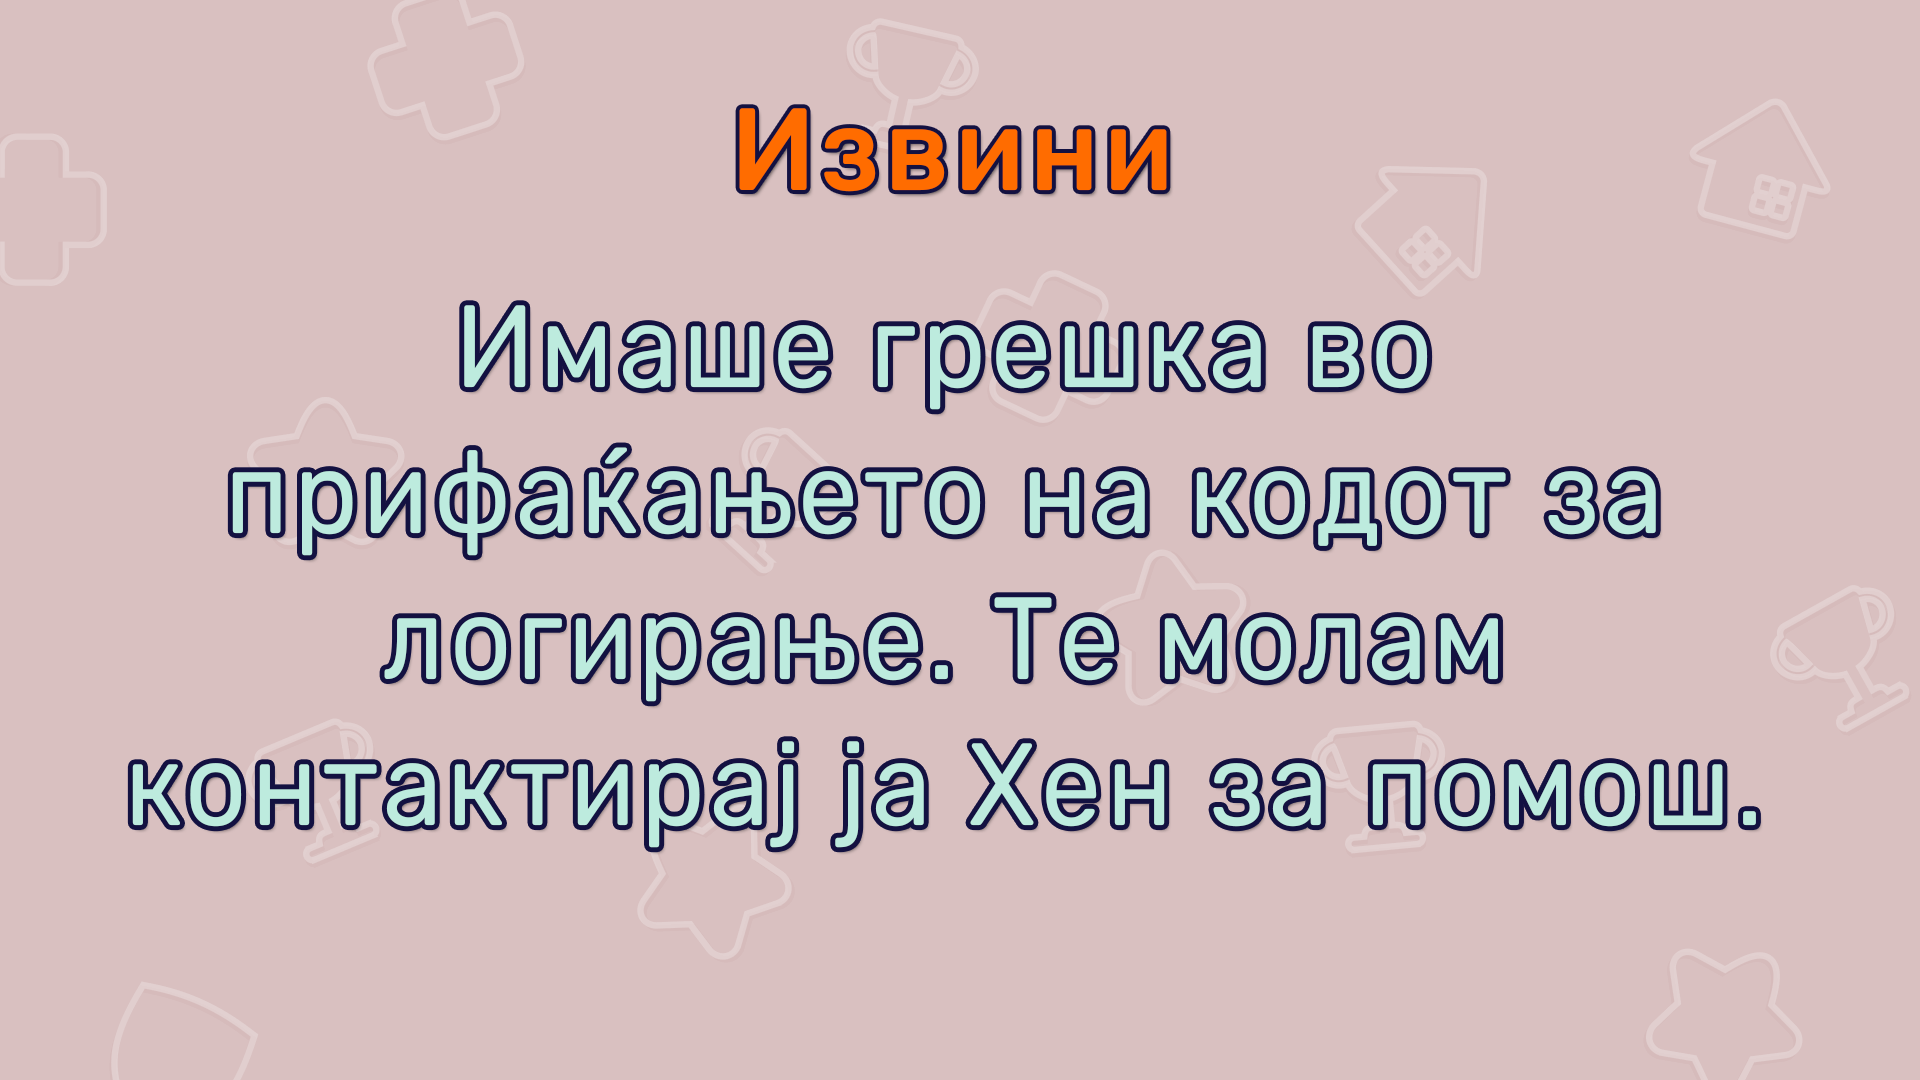 Извини
Имаше грешка во
прифаќањето на кодот за
логирање. Те молам
контактирај ја Хен за помош.